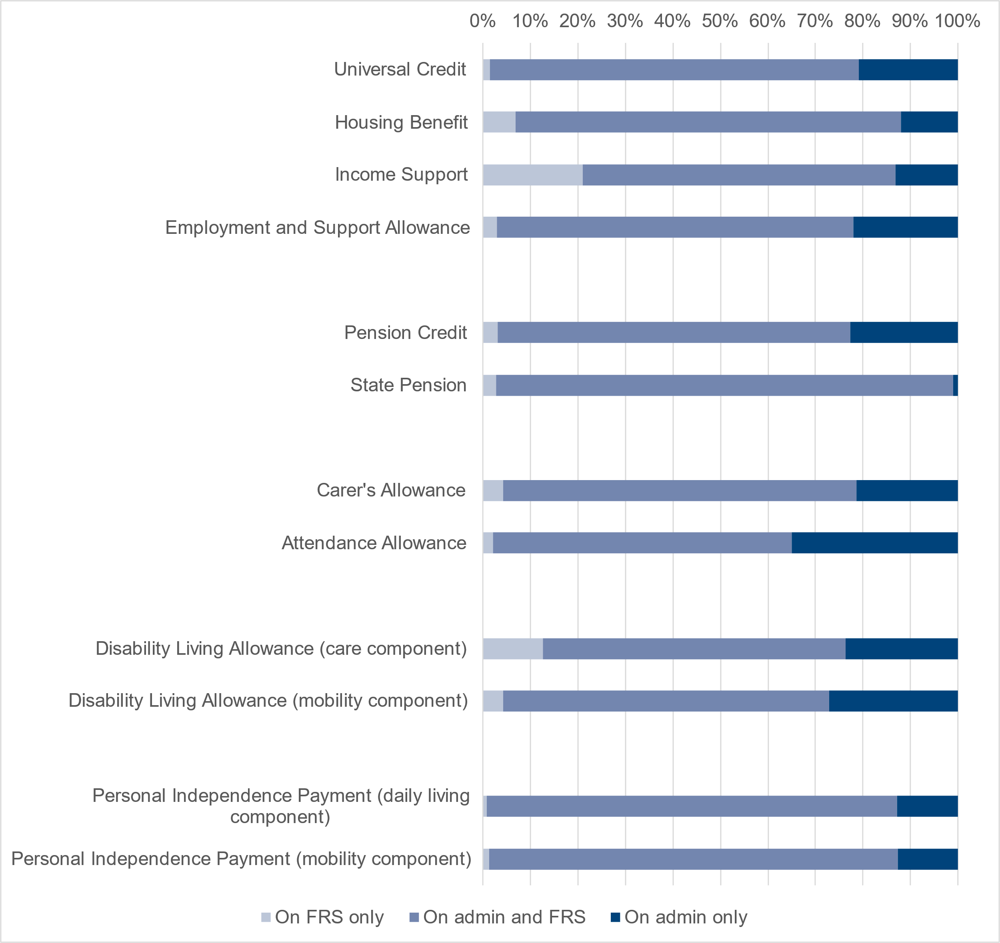 0% 10% 20% 30% 40% 50% 60% 70% 80% 90% 100%
Universal Credit
Housing Benefit
Income Support
Employment and Support Allowance
Pension Credit
State Pension
Carer's Allowance
Attendance Allowance
Disability Living Allowance (care component)
Disability Living Allowance (mobility component)
Personal Independence Payment (daily living
component)
Personal Independence Payment (mobility component)
On FRS only On admin and FRS On admin only